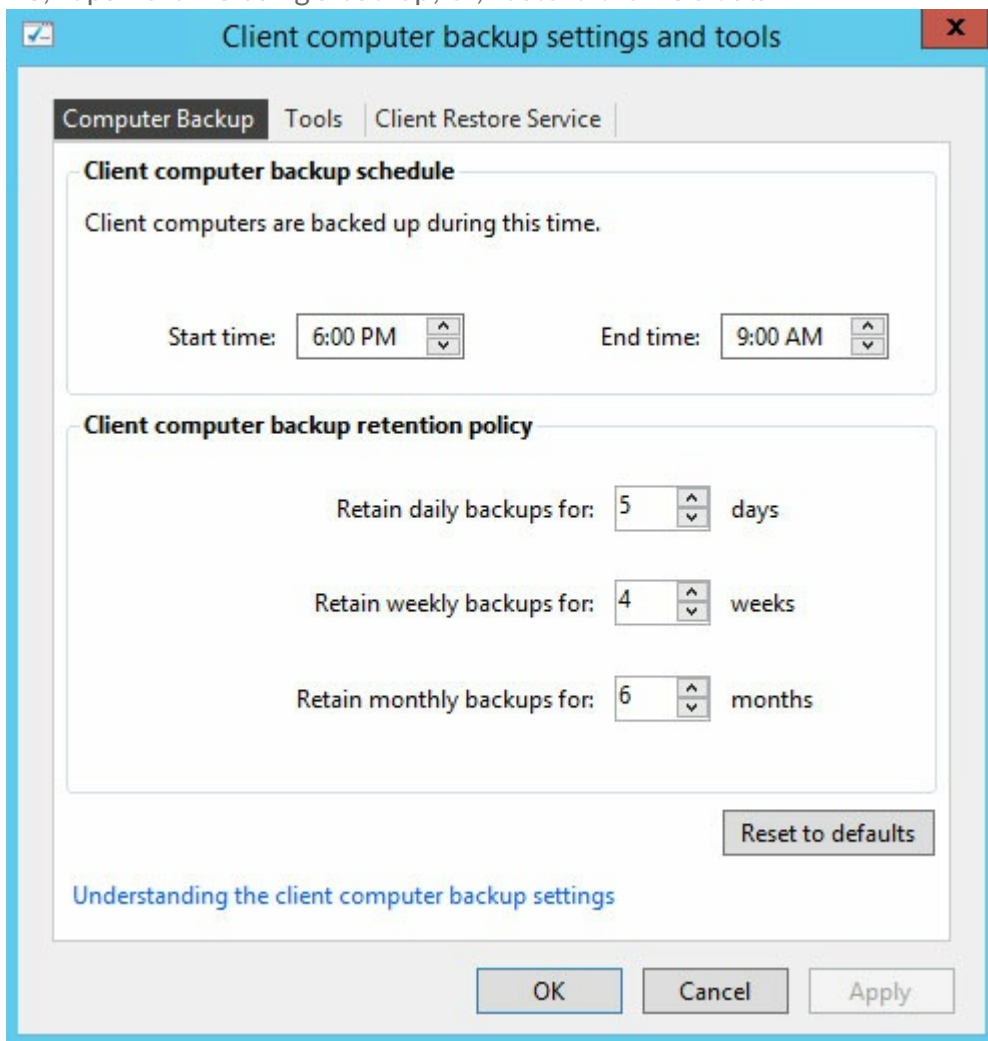 Client computer backup settings and tools
x
Computer Backup Tools Client Restore Service
Client computer backup schedule
Client computers are backed up during this time.
Start time: 6:00 PM End time: 9:00 AM
Client computer backup retention policy
Retain daily backups for: 5 days
Retain weekly backups for: 4 weeks
Retain monthly backups for: 6 months
Reset to defaults
Understanding the client computer backup settings
OK Cancel Apply